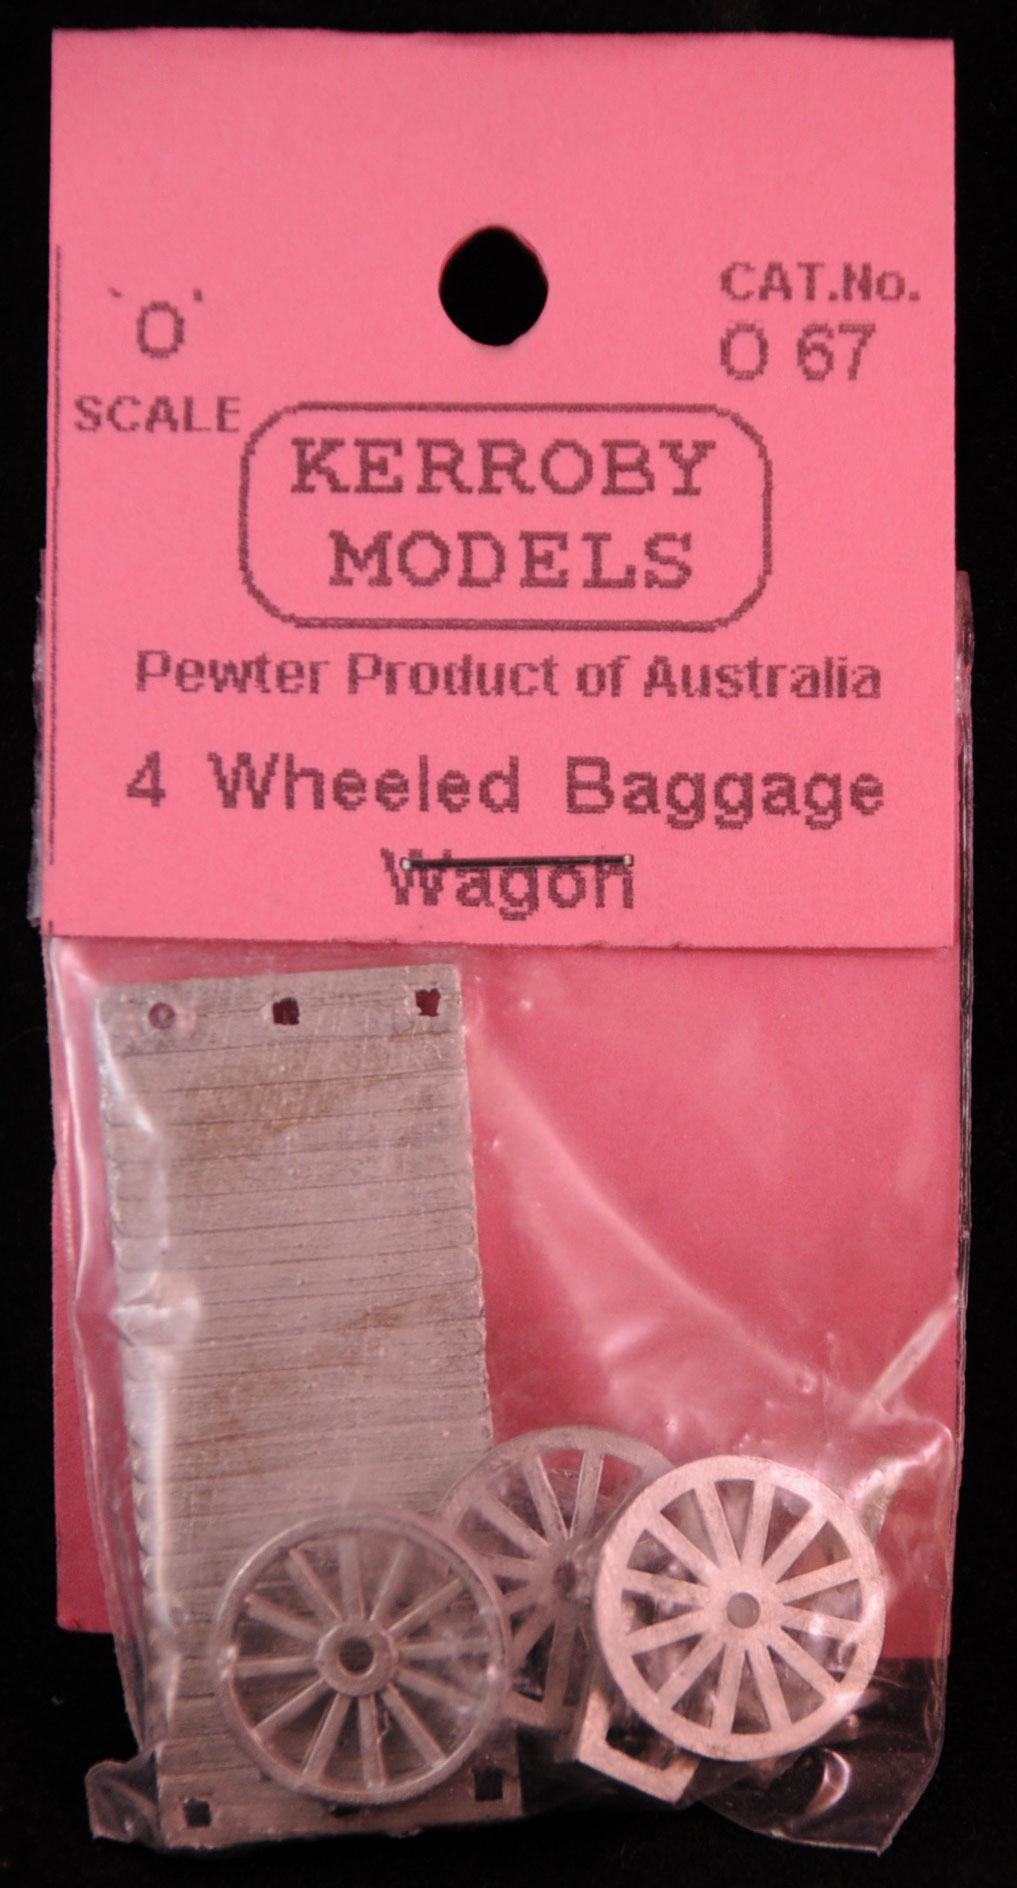 `O'
SCALE
CAT.No.
O 67
KERROBY
MODELS
Pewter Product of Australia
4 Wheeled Baggage
Wagon